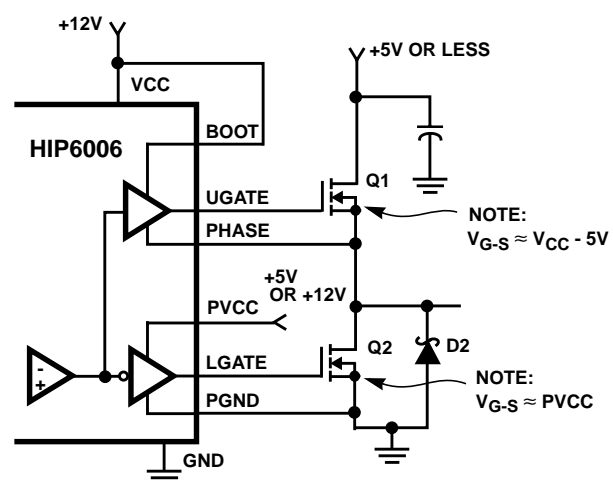 +12V
+5V OR LESS
VCC
BOOT
HIP6006
Q1
UGATE
NOTE:
VG-S ≈ VCC - 5V
PHASE
+5V
OR +12V
PVCC
Q2
D2
LGATE
- +
NOTE:
VG-S ≈ PVCC
PGND
GND